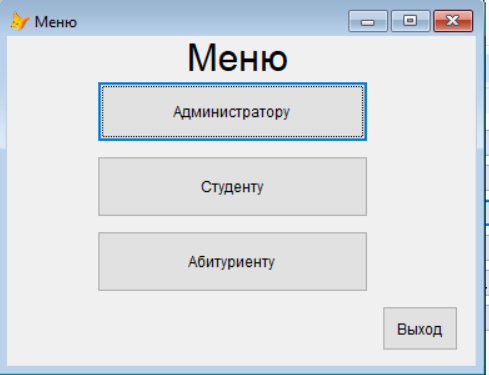 Меню
Меню
Администратору
Студенту
Абитуриенту
Выход